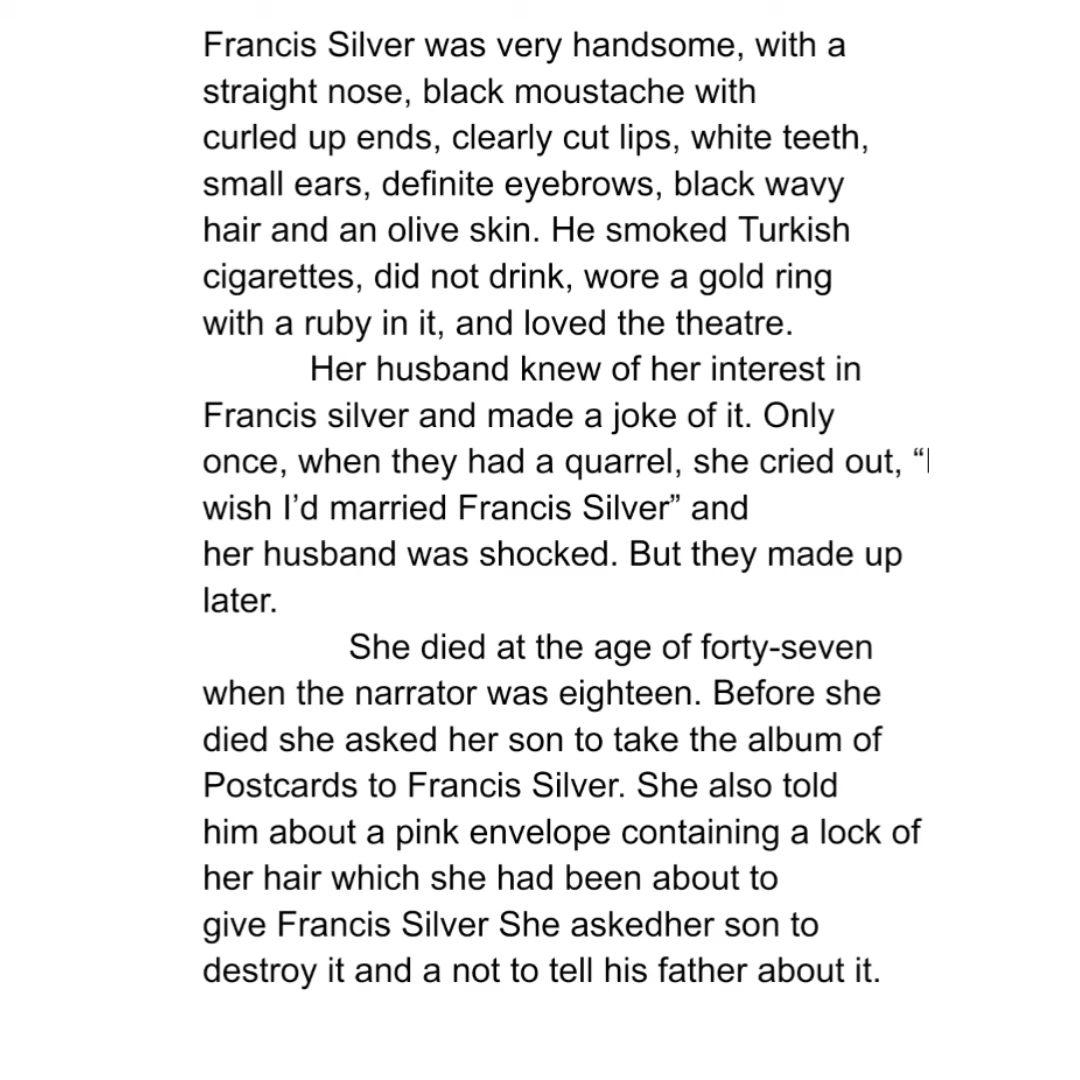 Francis Silver was very handsome, with a
straight nose, black moustache with
curled up ends, clearly cut lips, white teeth,
small ears, definite eyebrows, black wavy
hair and an olive skin. He smoked Turkish
cigarettes, did not drink, wore a gold ring
with a ruby in it, and loved the theatre.
Her husband knew of her interest in
Francis silver and made a joke of it. Only
once, when they had a quarrel, she cried out, “I
wish I’d married Francis Silver” and
her husband was shocked. But they made up
later.
She died at the age of forty-seven
when the narrator was eighteen. Before she
died she asked her son to take the album of
Postcards to Francis Silver. She also told
him about a pink envelope containing a lock of
her hair which she had been about to
give Francis Silver She askedher son to
destroy it and a not to tell his father about it.